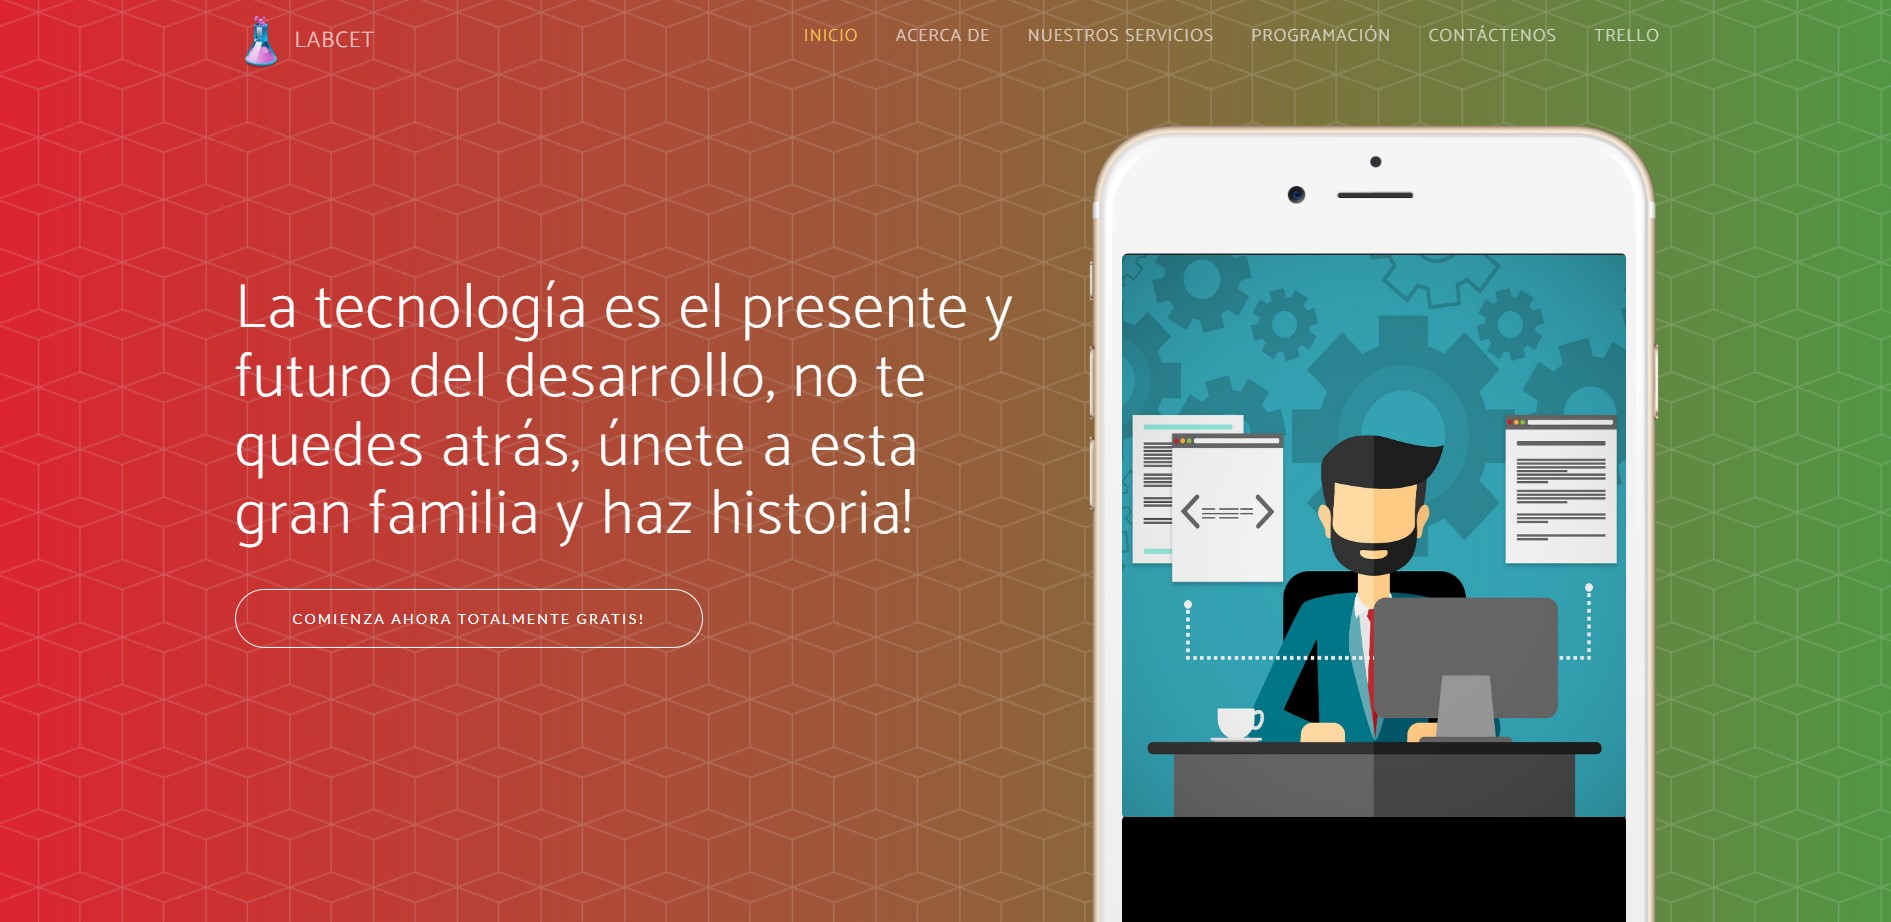 LABCET
INICIO
ACERCA DE
NUESTROS SERVICIOS
PROGRAMACIÓN
CONTÁCTENOS
TRELLO
La tecnología es el presente y
futuro del desarrollo, no te
quedes atrás, únete a esta
gran familia y haz historia!
COMIENZA AHORA TOTALMENTE GRATIS!